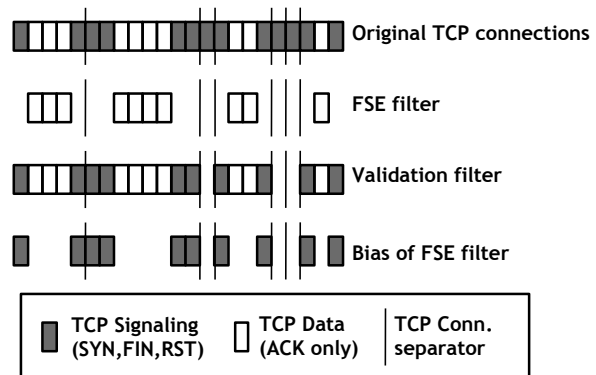 Original TCP connections
FSE filter
Validation filter
Bias of FSE filter
TCP Signaling
(SYN,FIN,RST)
TCP Data
(ACK only)
TCP Conn.
separator